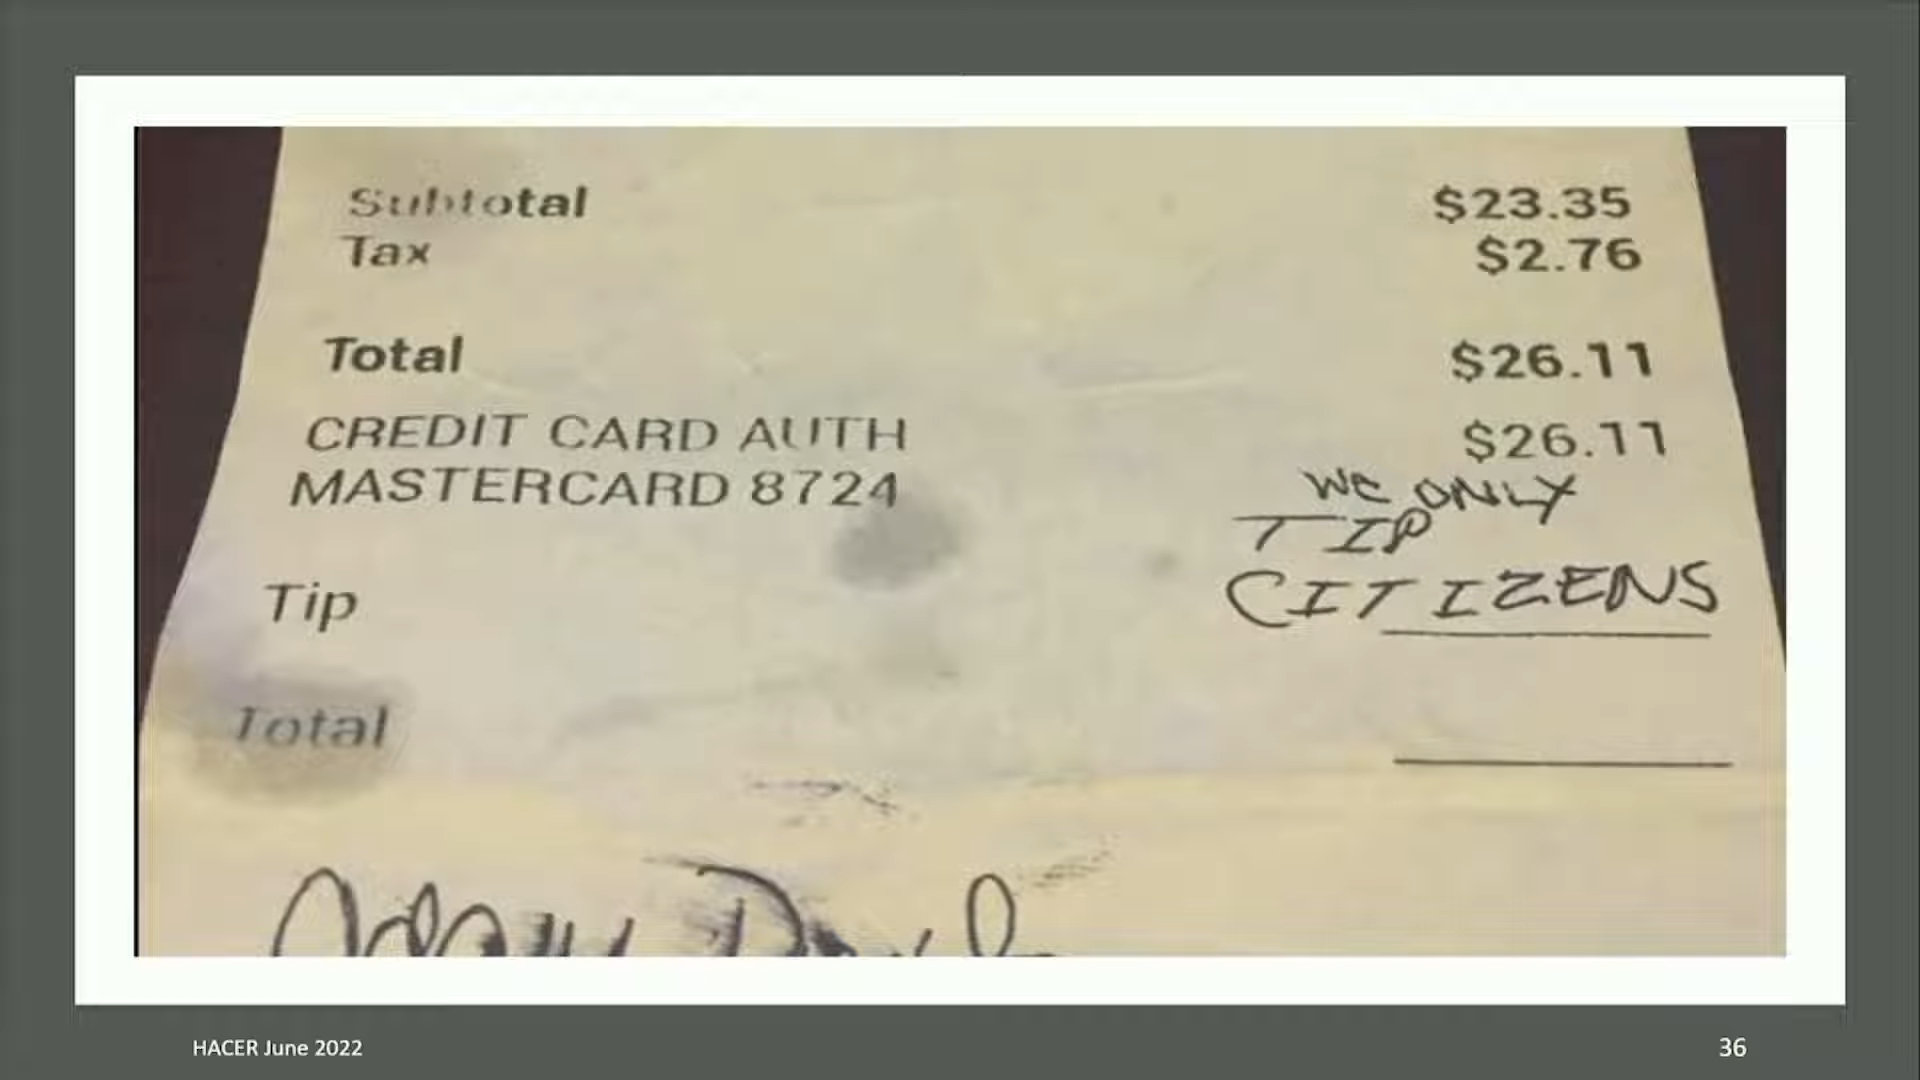 Subtotal $23.35
Tax $2.76
Total $26.11
CREDIT CARD AUTH $26.11
MASTERCARD 8724
WE ONLY
TIP
CITIZENS
Tip
Total
HACER June 2022 36